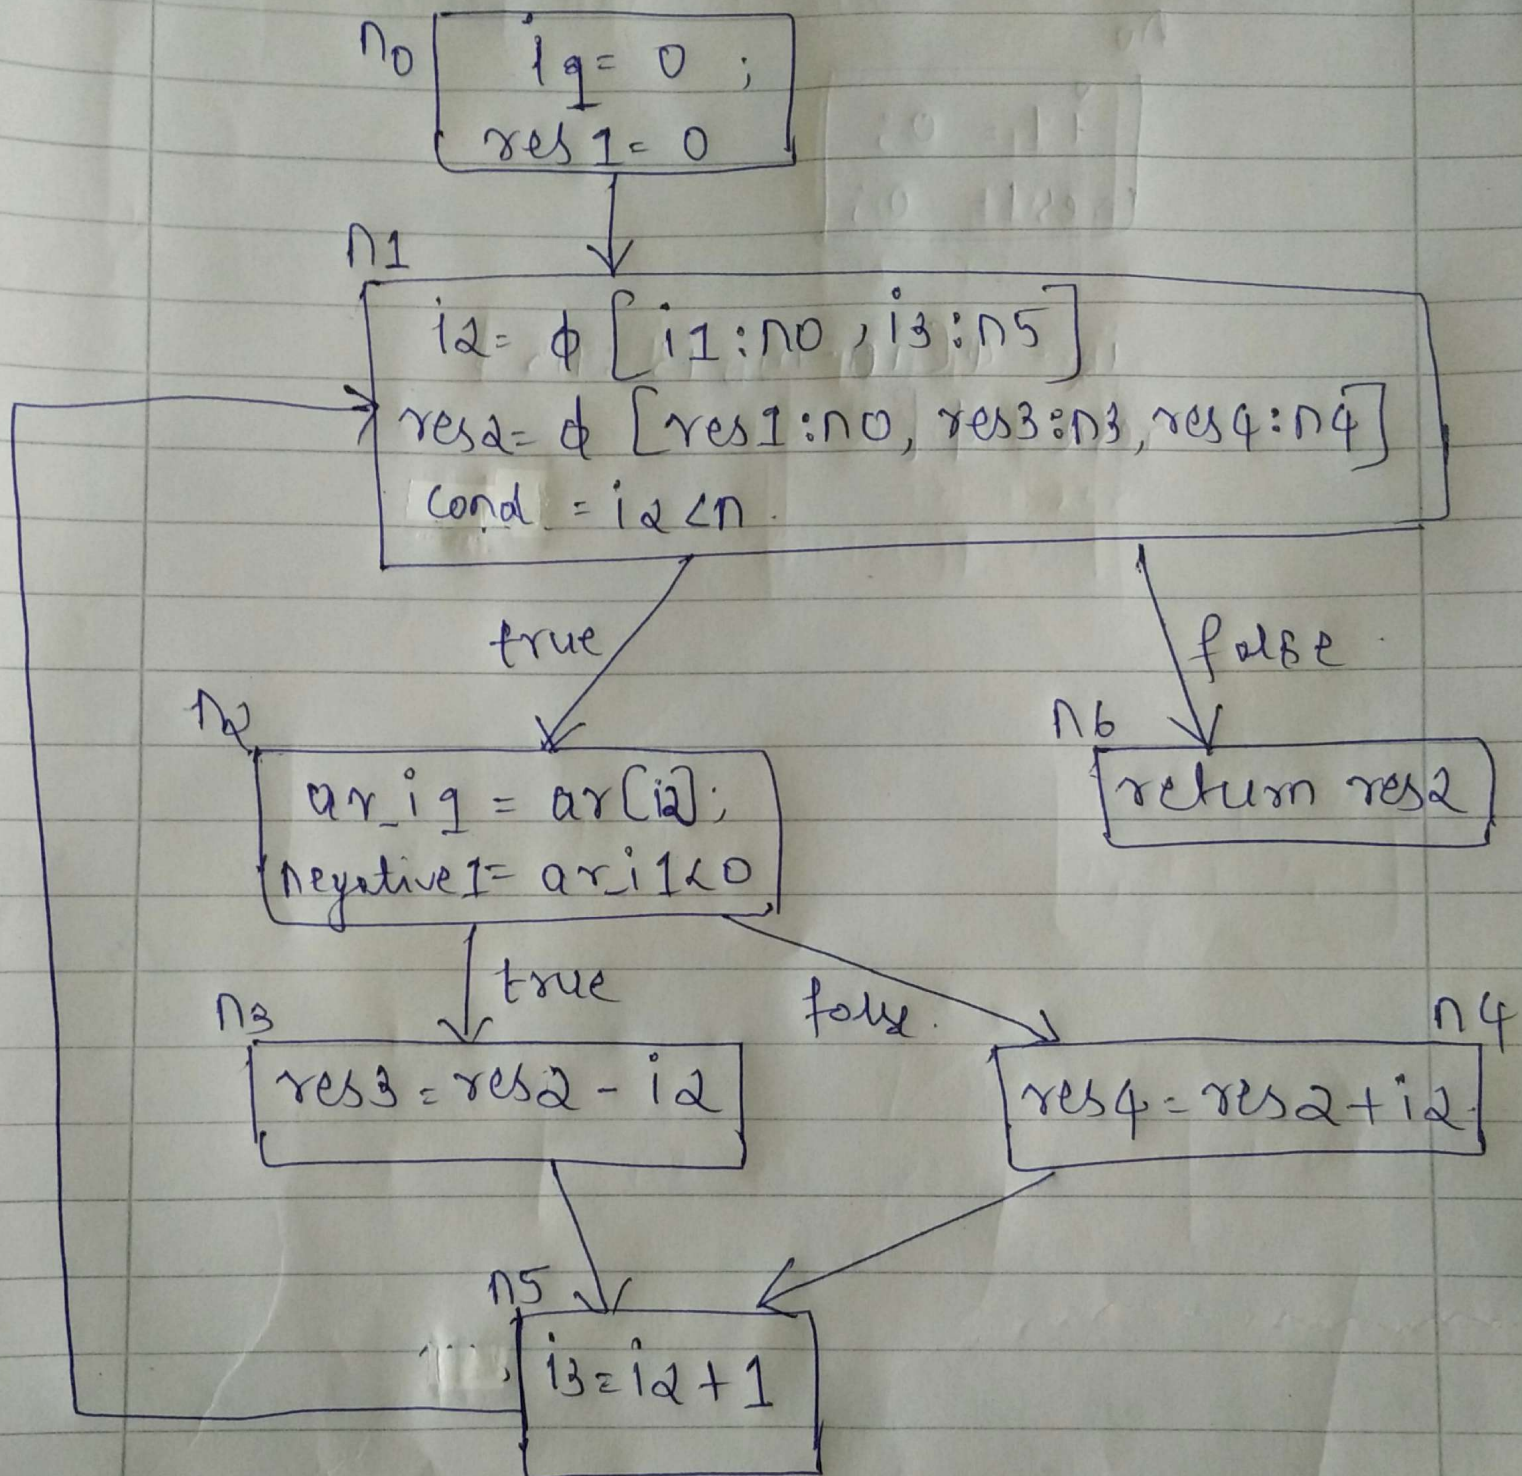 n0
i1= 0 ;
res1= 0
n1
i2= ϕ [i1:n0, i3:n5]
res2= ϕ [res1:n0, res3:n3, res4:n4]
cond = i2<n
true
false
n2
n6
ar_i1 = ar[i2];
return res2
negative1= ar_i1<0
true
false
n3
n4
res3=res2-i2
res4=res2+i2
n5
i3=i2+1